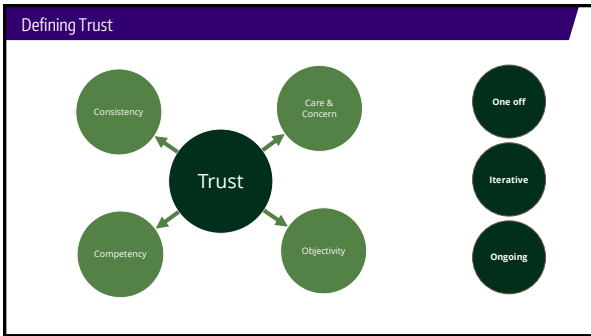 Defining Trust
Consistency
Care &
Concern
Trust
Competency
Objectivity
One off
Iterative
Ongoing